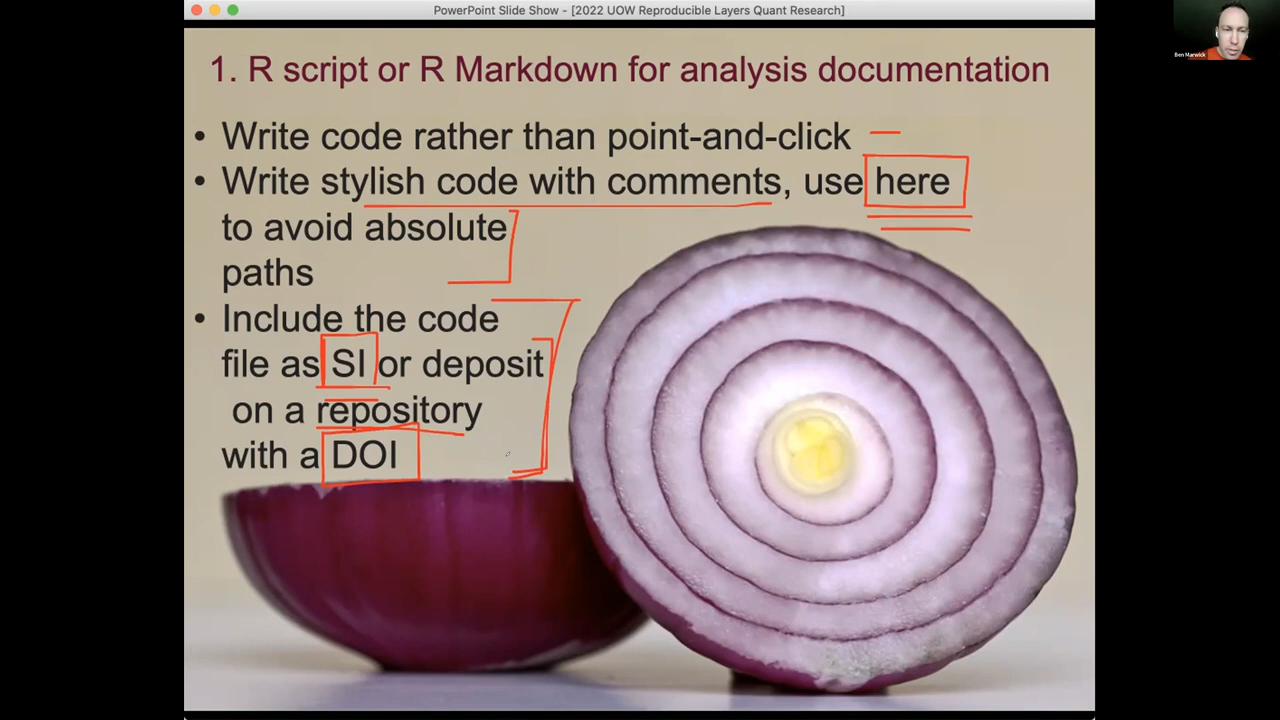 PowerPoint Slide Show - [2022 UOW Reproducible Layers Quant Research]
Ben Marwick
1. R script or R Markdown for analysis documentation
• Write code rather than point-and-click
• Write stylish code with comments, use here
to avoid absolute
paths
• Include the code
file as SI or deposit
on a repository
with a DOI